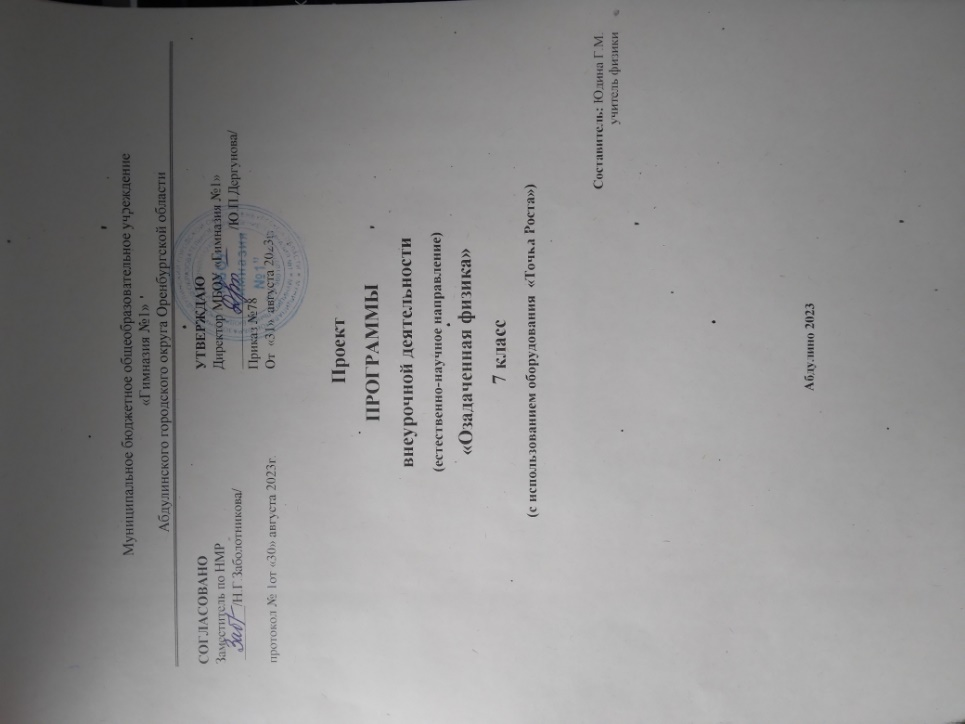 Муниципальное бюджетное общеобразовательное учреждение
«Гимназия №1»
Абдулинского городского округа Оренбургской области
СОГЛАСОВАНО
Заместитель по НМР
/Н.Г.Заболотникова/
протокол № 1от «30» августа 2023г.
УТВЕРЖДАЮ
Директор МБОУ «Гимназия №1»
/Ю.П.Дергунова/
Приказ №78
От «31» августа 2023г.
Проект
ПРОГРАММЫ
внеурочной деятельности
(естественно-научное направление)
«Озадаченная физика»
7 класс
(с использованием оборудования «Точка Роста»)
Составитель: Юдина Г.М.
учитель физики
Абдулино 2023